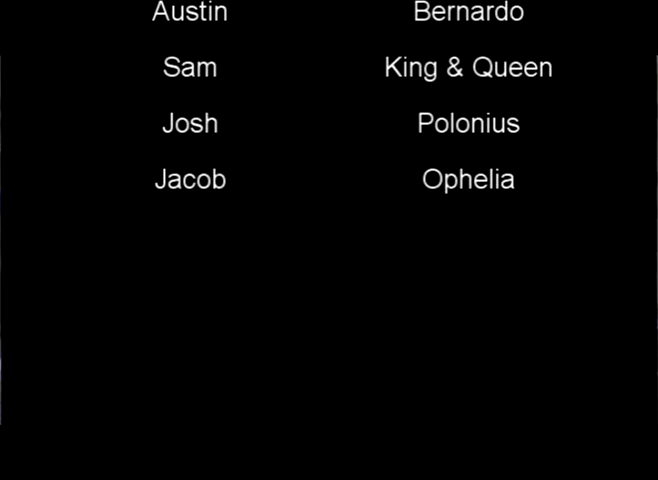 Austin Bernardo
Sam King & Queen
Josh Polonius
Jacob Ophelia